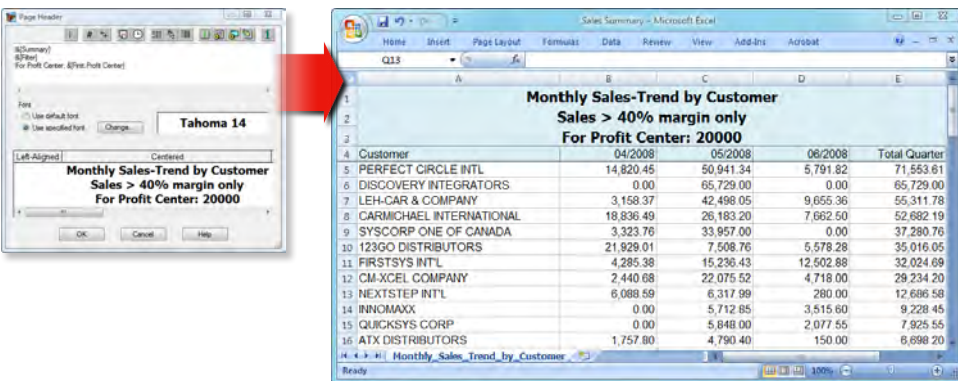 Page Header
&[Summary]
&[Filter]
For Profit Center: &[First Profit Center]
Font
Use default font
Use specified font
Change...
Tahoma 14
Left-Aligned
Centered
Monthly Sales-Trend by Customer
Sales > 40% margin only
For Profit Center: 20000
OK
Cancel
Help
Sales Summary - Microsoft Excel
Home Insert Page Layout Formulas Data Review View Add-Ins Acrobat
Q13 fx
A B C D E
1 Monthly Sales-Trend by Customer
2 Sales > 40% margin only
3 For Profit Center: 20000
4 Customer 04/2008 05/2008 06/2008 Total Quarter
5 PERFECT CIRCLE INTL 14,820.45 50,941.34 5,791.82 71,553.61
6 DISCOVERY INTEGRATORS 0.00 65,729.00 0.00 65,729.00
7 LEH-CAR & COMPANY 3,158.37 42,498.05 9,655.36 55,311.78
8 CARMICHAEL INTERNATIONAL 18,836.49 26,183.20 7,662.50 52,682.19
9 SYSCORP ONE OF CANADA 3,323.76 33,957.00 0.00 37,280.76
10 123GO DISTRIBUTORS 21,929.01 7,508.76 5,578.28 35,016.05
11 FIRSTSYS INT'L 4,285.38 15,236.43 12,502.88 32,024.69
12 CM-XCEL COMPANY 2,440.68 22,075.52 4,718.00 29,234.20
13 NEXTSTEP INT'L 6,088.59 6,317.99 280.00 12,686.58
14 INNOMAXX 0.00 5,712.85 3,515.60 9,228.45
15 QUICKSYS CORP 0.00 5,848.00 2,077.55 7,925.55
16 ATX DISTRIBUTORS 1,757.80 4,790.40 150.00 6,698.20
Monthly_Sales_Trend_by_Customer
Ready 100%